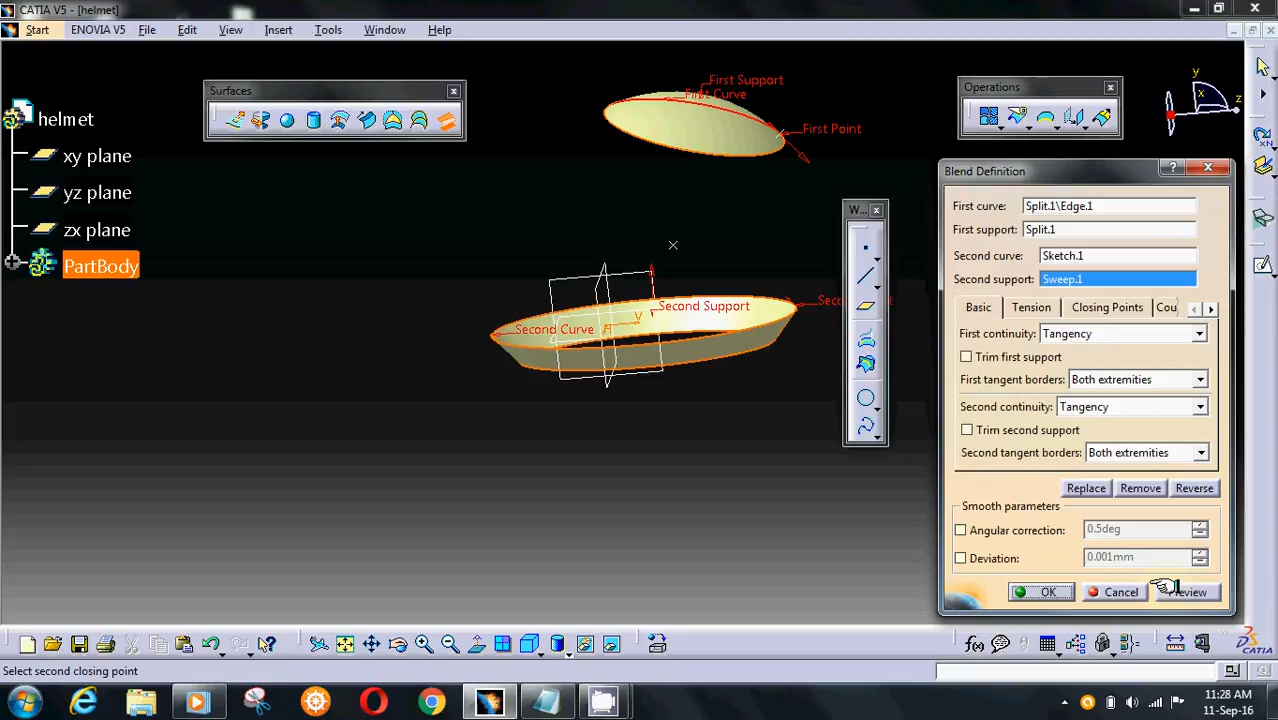 CATIA V5 - [helmet]
Start ENOVIA V5 File Edit View Insert Tools Window Help
Surfaces
Operations
First Support
First Curve
First Point
helmet
xy plane
yz plane
zx plane
PartBody
W...
Second Support
Second Curve
H
V
x
y
z
Blend Definition
First curve: Split.1\Edge.1
First support: Split.1
Second curve: Sketch.1
Second support: Sweep.1
Basic Tension Closing Points Cou
First continuity: Tangency
Trim first support
First tangent borders: Both extremities
Second continuity: Tangency
Trim second support
Second tangent borders: Both extremities
Replace Remove Reverse
Smooth parameters
Angular correction: 0.5deg
Deviation: 0.001mm
OK Cancel Preview
f(x)
CATIA
Select second closing point
11:28 AM
11-Sep-16